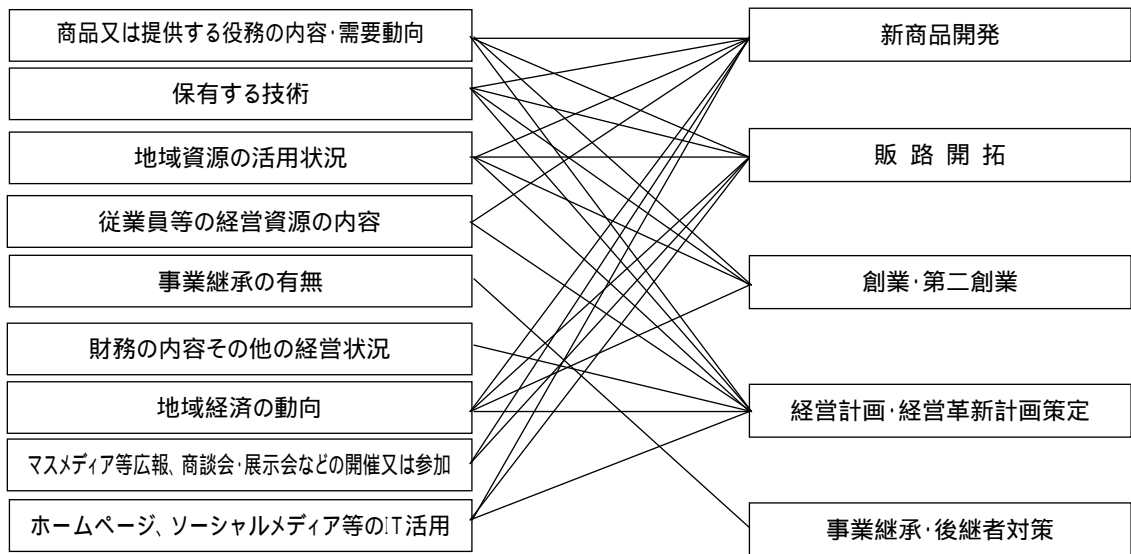 商品又は提供する役務の内容･需要動向
保有する技術
地域資源の活用状況
従業員等の経営資源の内容
事業継承の有無
財務の内容その他の経営状況
地域経済の動向
マスメディア等広報、商談会･展示会などの開催又は参加
ホームページ、ソーシャルメディア等のIT活用
新商品開発
販 路 開 拓
創業･第二創業
経営計画･経営革新計画策定
事業継承･後継者対策